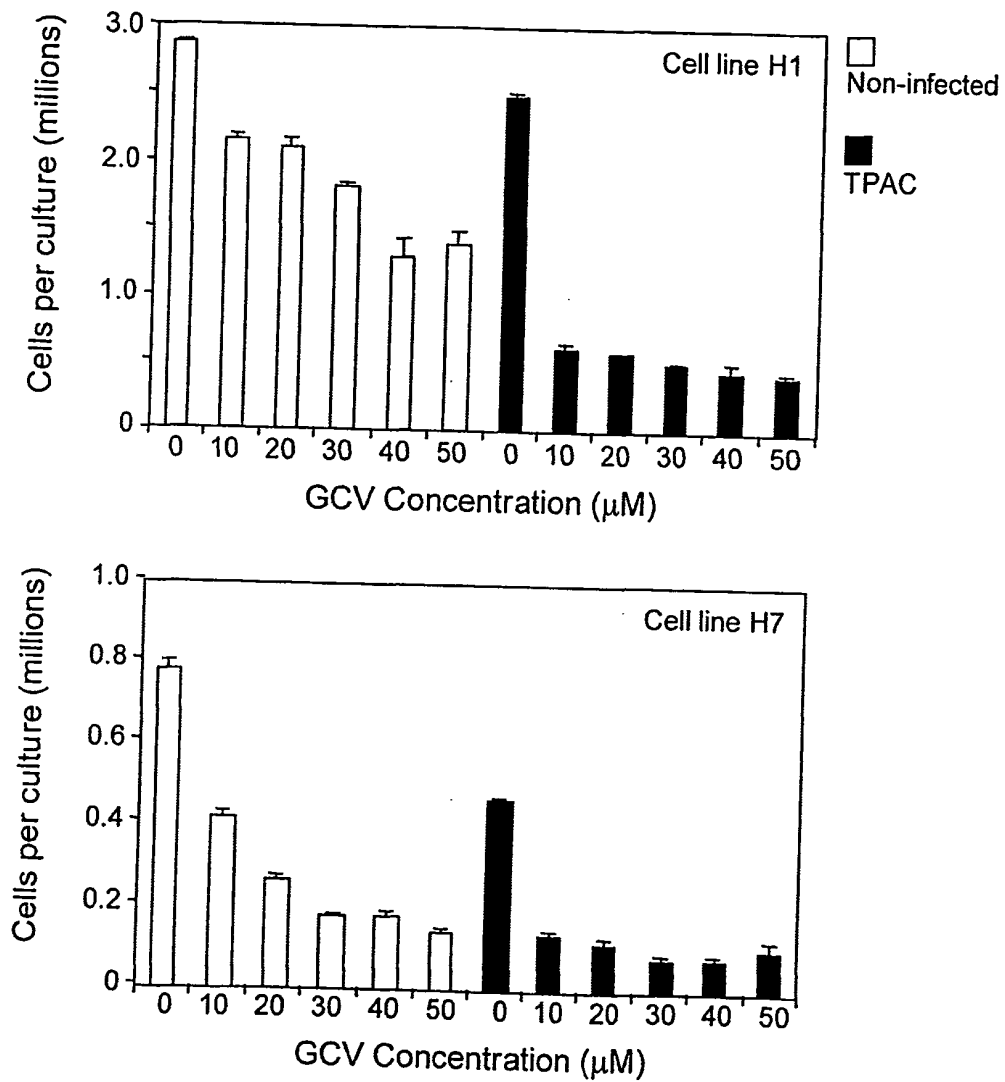 Cells per culture (millions)
3.0
2.0
1.0
0
Cell line H1
Non-infected
TPAC
0 10 20 30 40 50 0 10 20 30 40 50
GCV Concentration (μM)
Cells per culture (millions)
1.0
0.8
0.6
0.4
0.2
0
Cell line H7
0 10 20 30 40 50 0 10 20 30 40 50
GCV Concentration (μM)